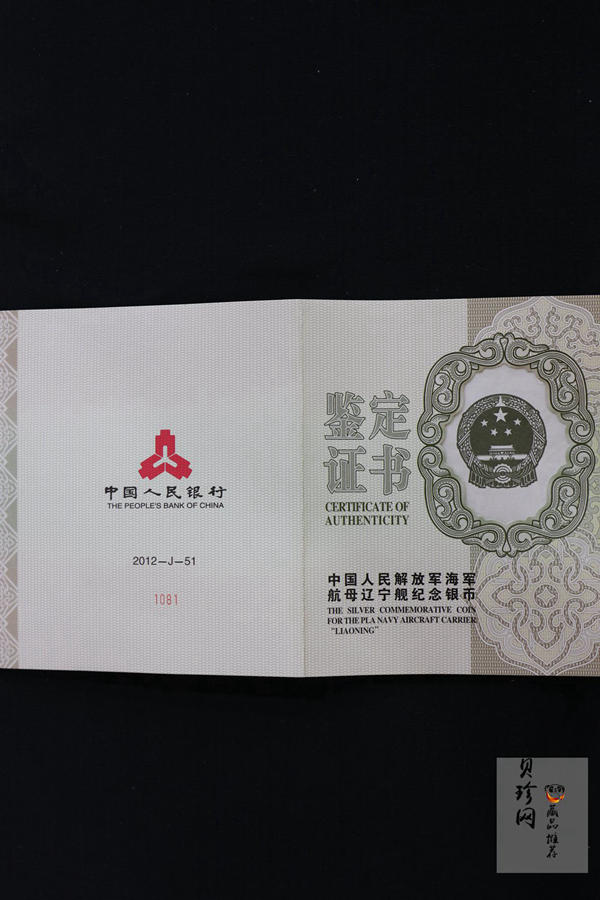 中国人民银行
THE PEOPLE'S BANK OF CHINA
2012-J-51
1081
鉴定
证书
CERTIFICATE OF
AUTHENTICITY
中国人民解放军海军
航母辽宁舰纪念银币
THE SILVER COMMEMORATIVE COIN
FOR THE PLA NAVY AIRCRAFT CARRIER
"LIAONING"
贝珍网
藏品推荐